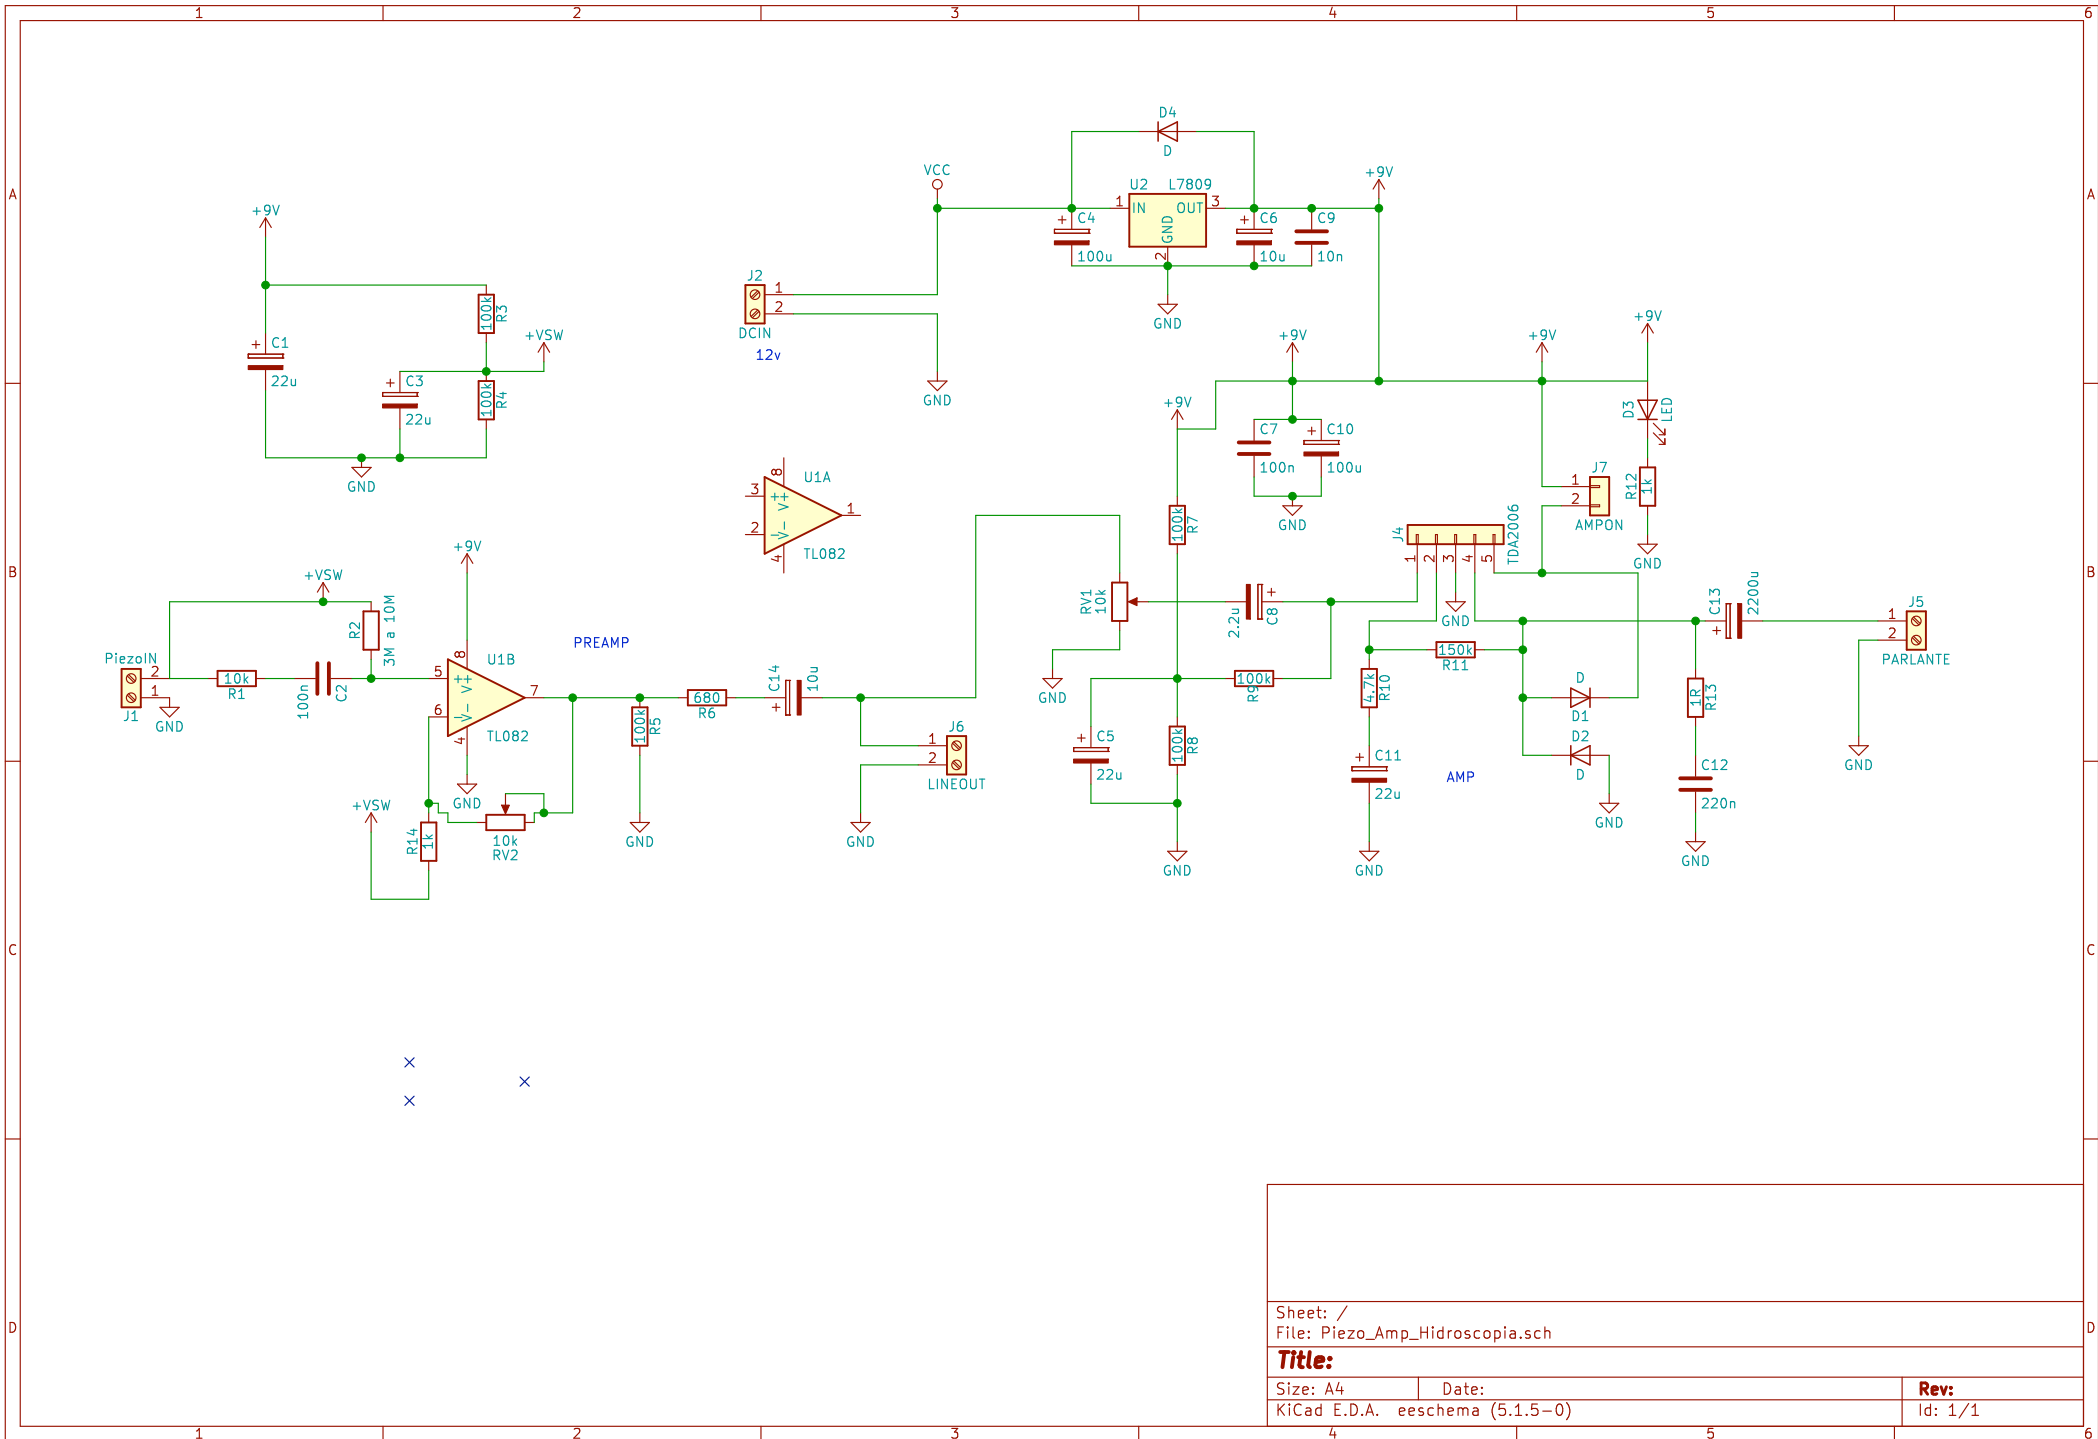 1 2 3 4 5 6
A
B
C
D
A
B
C
D
1 2 3 4 5 6
+9V
C1
22u
+
R3
100k
+VSW
C3
22u
+
R4
100k
GND
VCC
J2
1
2
DCIN
12v
GND
D4
D
U2 L7809
1 IN OUT 3
GND
2
+ C4
100u
+ C6
10u
C9
10n
GND
+9V
+9V
+9V
+9V
+9V
C7
100n
+ C10
100u
GND
D3
LED
R12
1k
GND
J7
1
2
AMPON
U1A
8
3
2
1
4
+
-
V+
V-
TL082
+9V
+VSW
R2
3M a 10M
PREAMP
PiezoIN
2
1
J1
GND
10k
R1
100n
C2
U1B
8
5
6
7
4
+
-
V+
V-
TL082
GND
+VSW
R14
1k
10k
RV2
100k
R5
GND
680
R6
C14
10u
+
J6
1
2
LINEOUT
GND
RV1
10k
GND
100k
R7
2.2u
C8
+
100k
R9
+ C5
22u
100k
R8
GND
J4
TDA2006
1 2 3 4 5
GND
150k
R11
4.7k
R10
+ C11
22u
GND
AMP
D
D1
D2
D
GND
C13
2200u
+
1R
R13
C12
220n
GND
J5
1
2
PARLANTE
GND
Sheet: /
File: Piezo_Amp_Hidroscopia.sch
Title:
Size: A4 Date: Rev:
KiCad E.D.A. eeschema (5.1.5-0) Id: 1/1